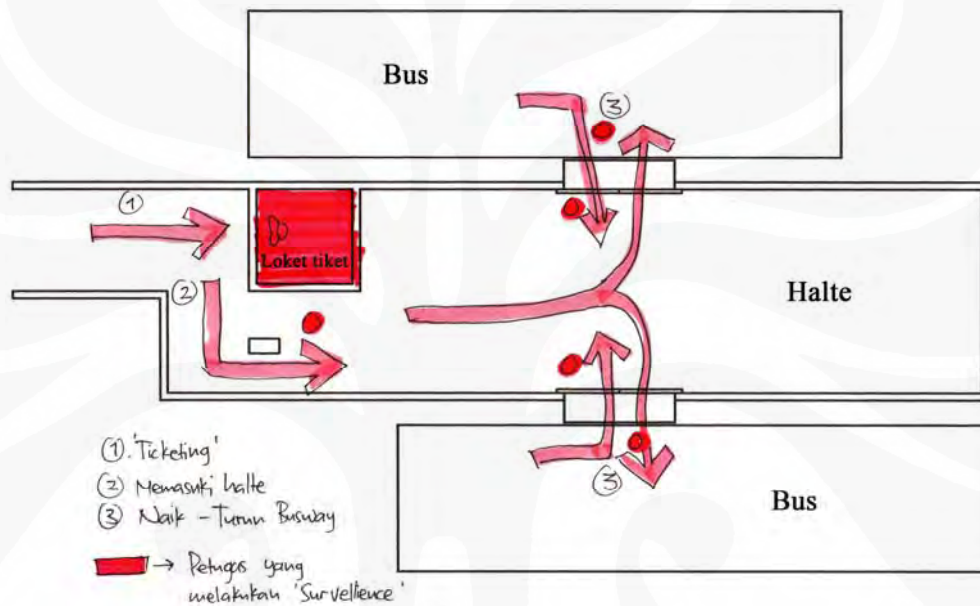 Bus
③
①
Loket tiket
②
Halte
③
Bus
① 'Ticketing'
② Memasuki halte
③ Naik - Turun Busway
→ Petugas yang
melakukan 'Survellience'